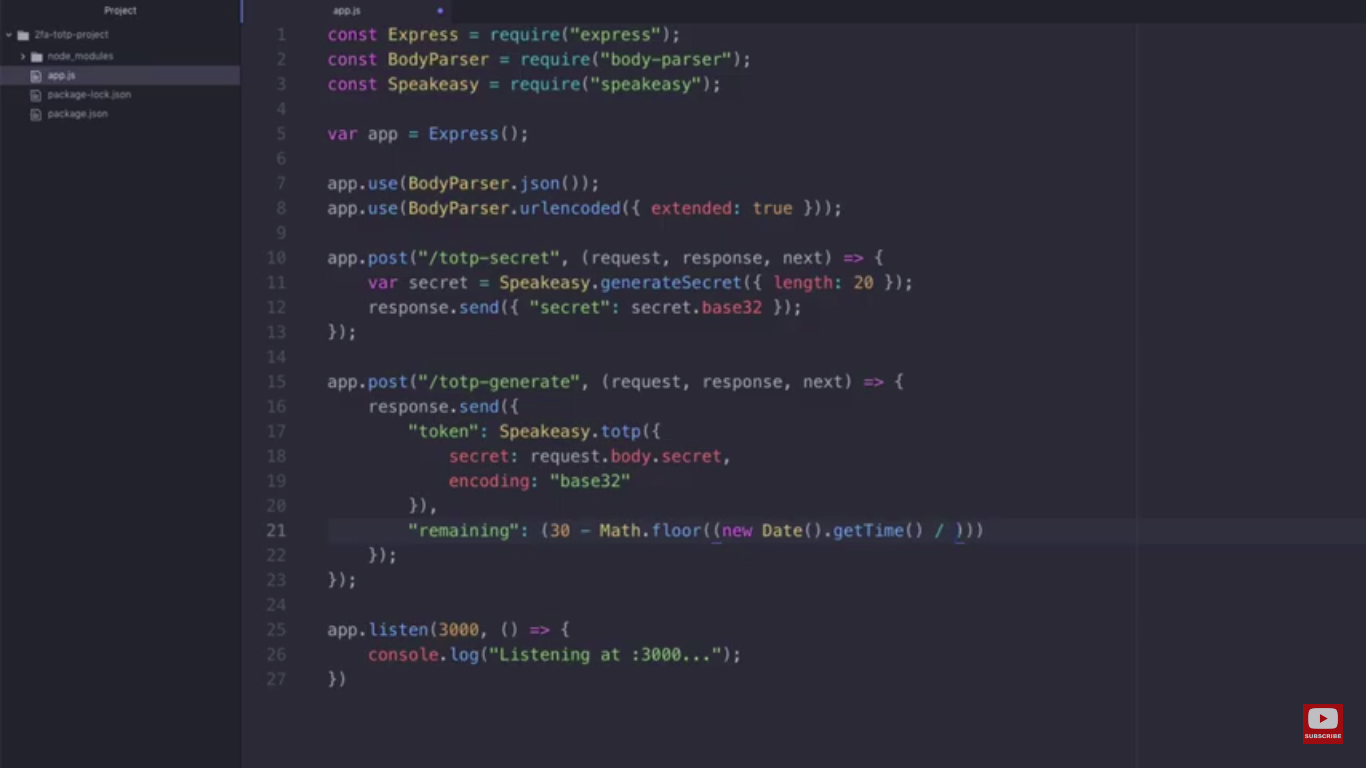 Project
2fa-totp-project
node_modules
app.js
package-lock.json
package.json
app.js
1 const Express = require("express");
2 const BodyParser = require("body-parser");
3 const Speakeasy = require("speakeasy");
4
5 var app = Express();
6
7 app.use(BodyParser.json());
8 app.use(BodyParser.urlencoded({ extended: true }));
9
10 app.post("/totp-secret", (request, response, next) => {
11     var secret = Speakeasy.generateSecret({ length: 20 });
12     response.send({ "secret": secret.base32 });
13 });
14
15 app.post("/totp-generate", (request, response, next) => {
16     response.send({
17         "token": Speakeasy.totp({
18             secret: request.body.secret,
19             encoding: "base32"
20         }),
21         "remaining": (30 - Math.floor((new Date().getTime() / )))
22     });
23 });
24
25 app.listen(3000, () => {
26     console.log("Listening at :3000...");
27 })
SUBSCRIBE